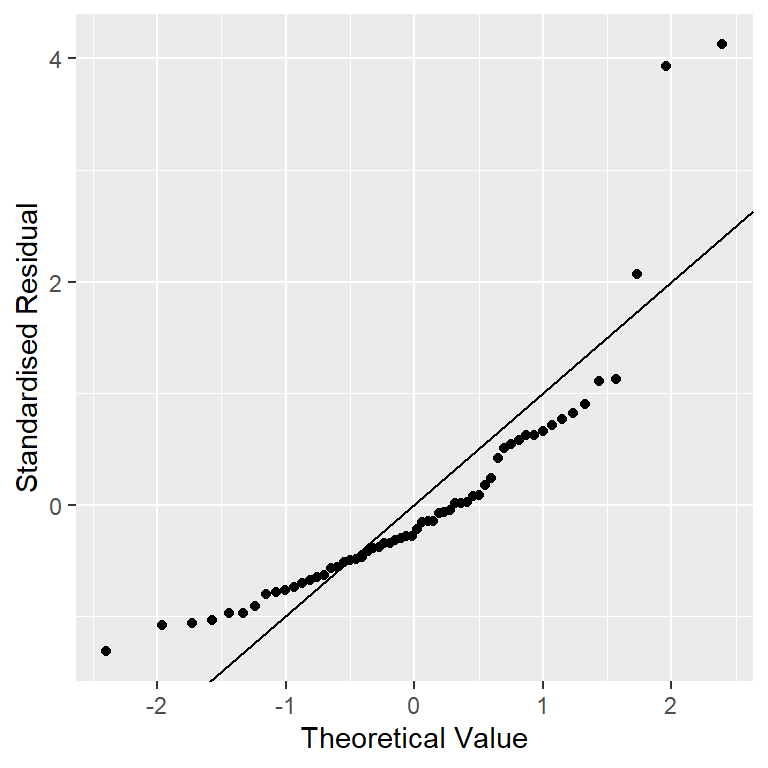 4
2
0
-2 -1 0 1 2
Theoretical Value
Standardised Residual